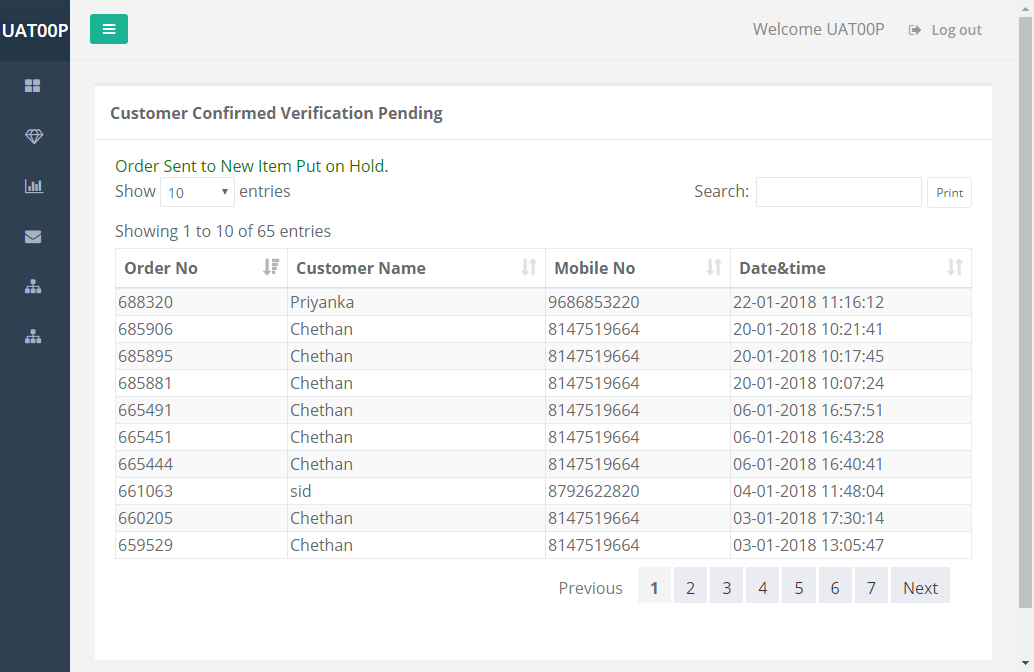 UAT00P
Welcome UAT00P Log out
Customer Confirmed Verification Pending
Order Sent to New Item Put on Hold.
Show 10 entries Search: Print
Showing 1 to 10 of 65 entries
Order No Customer Name Mobile No Date&time
688320 Priyanka 9686853220 22-01-2018 11:16:12
685906 Chethan 8147519664 20-01-2018 10:21:41
685895 Chethan 8147519664 20-01-2018 10:17:45
685881 Chethan 8147519664 20-01-2018 10:07:24
665491 Chethan 8147519664 06-01-2018 16:57:51
665451 Chethan 8147519664 06-01-2018 16:43:28
665444 Chethan 8147519664 06-01-2018 16:40:41
661063 sid 8792622820 04-01-2018 11:48:04
660205 Chethan 8147519664 03-01-2018 17:30:14
659529 Chethan 8147519664 03-01-2018 13:05:47
Previous 1 2 3 4 5 6 7 Next